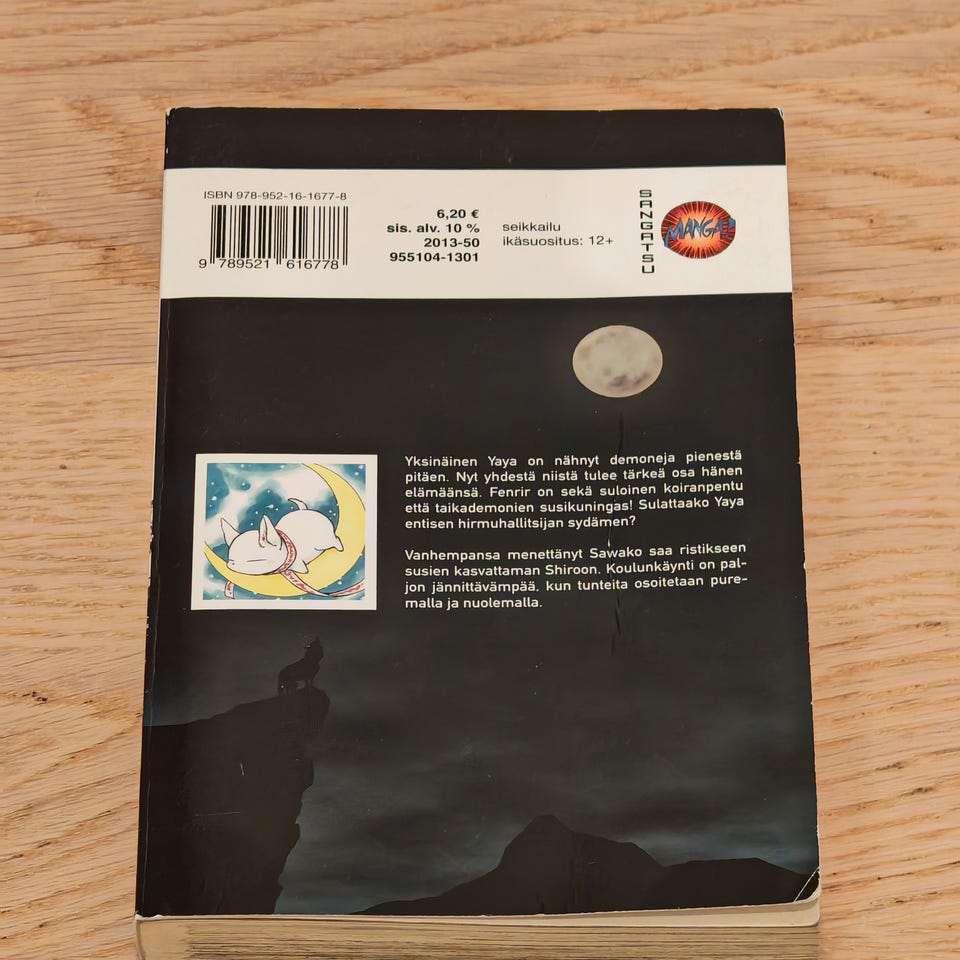 ISBN 978-952-16-1677-8
9 789521 616778
6,20 €
sis. alv. 10 %
2013-50
955104-1301
seikkailu
ikäsuositus: 12+
SANGATSU
MANGA
Yksinäinen Yaya on nähnyt demoneja pienestä
pitäen. Nyt yhdestä niistä tulee tärkeä osa hänen
elämäänsä. Fenrir on sekä suloinen koiranpentu
että taikademonien susikuningas! Sulattaako Yaya
entisen hirmuhallitsijan sydämen?
Vanhempansa menettänyt Sawako saa ristikseen
susien kasvattaman Shiroon. Koulunkäynti on pal-
jon jännittävämpää, kun tunteita osoitetaan pure-
malla ja nuolemalla.